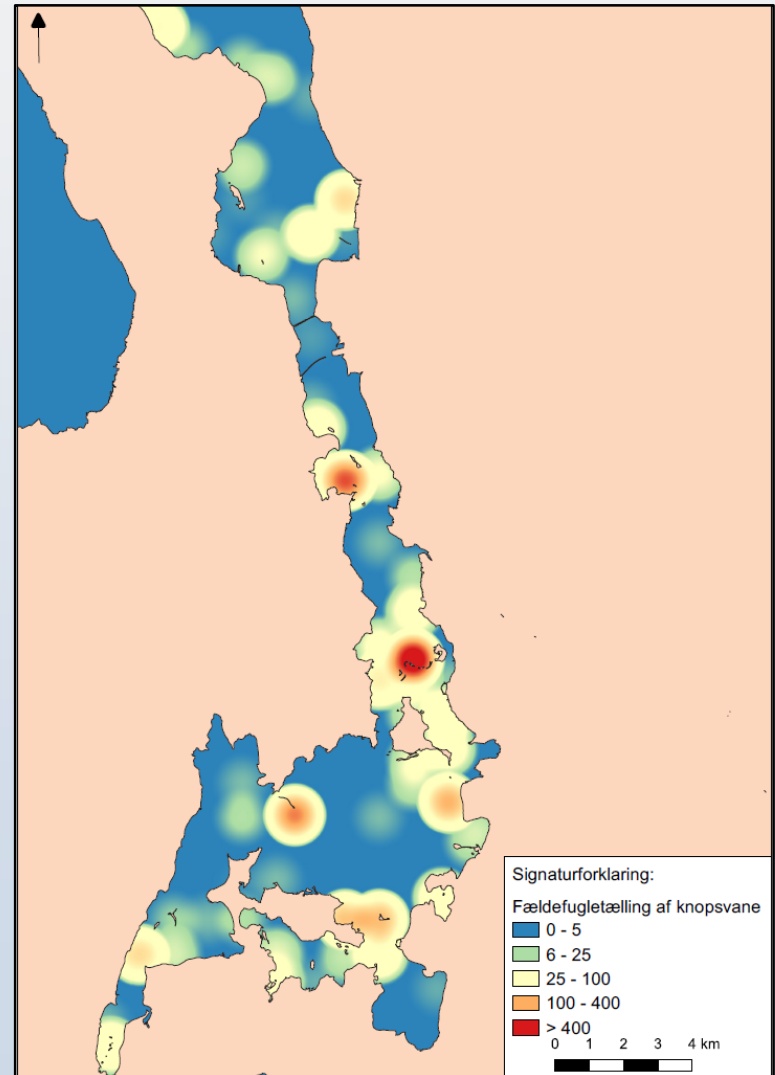 Signaturforklaring:
Fældefugletælling af knopsvane
0 - 5
6 - 25
25 - 100
100 - 400
> 400
0 1 2 3 4 km